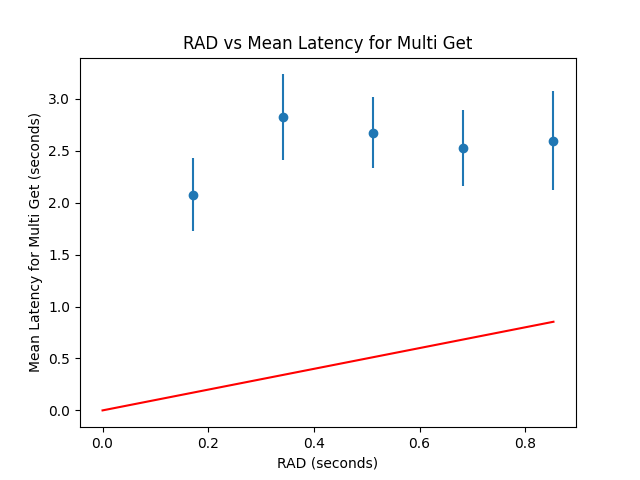 RAD vs Mean Latency for Multi Get
Mean Latency for Multi Get (seconds)
3.0
2.5
2.0
1.5
1.0
0.5
0.0
0.0 0.2 0.4 0.6 0.8
RAD (seconds)